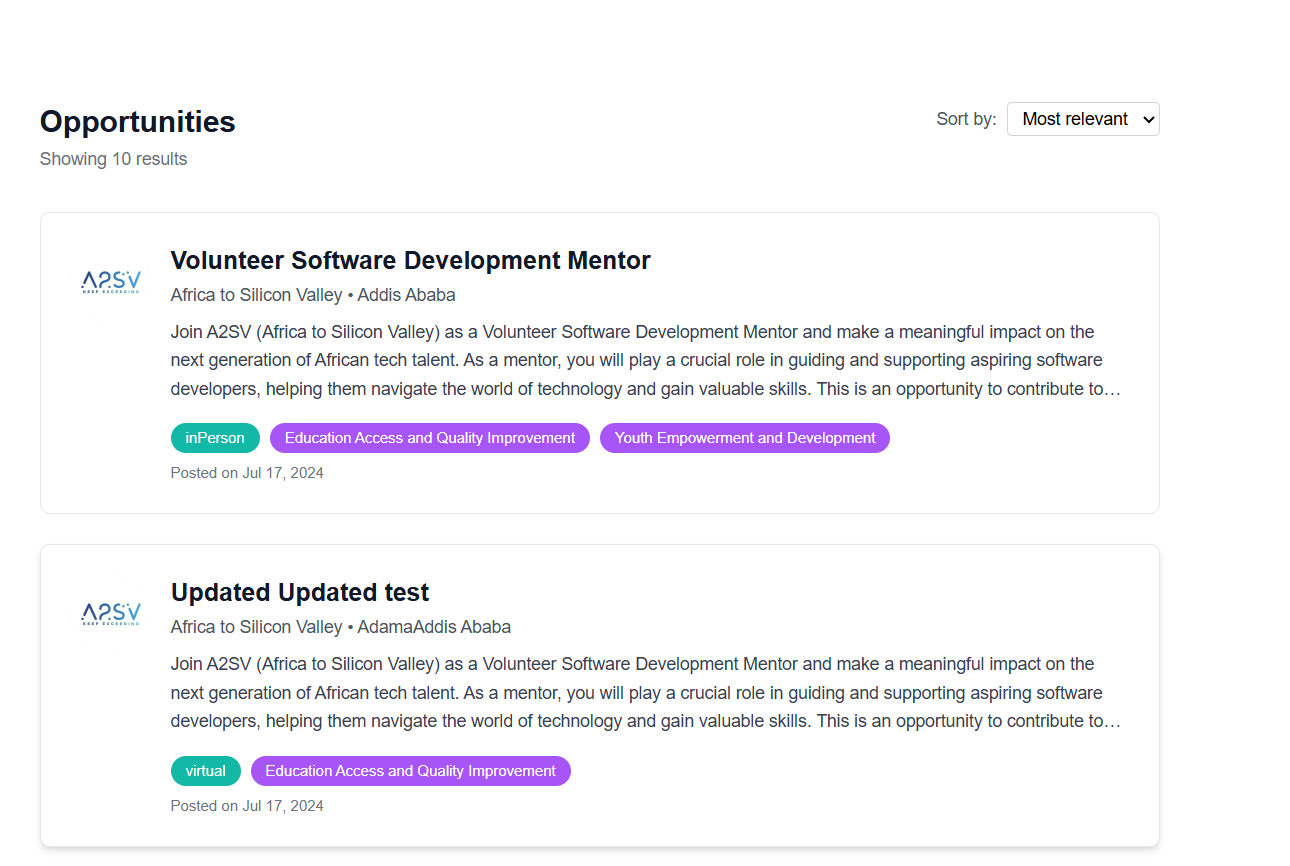 Opportunities
Sort by: Most relevant
Showing 10 results
A2SV
KEEP EXCEEDING
Volunteer Software Development Mentor
Africa to Silicon Valley • Addis Ababa
Join A2SV (Africa to Silicon Valley) as a Volunteer Software Development Mentor and make a meaningful impact on the
next generation of African tech talent. As a mentor, you will play a crucial role in guiding and supporting aspiring software
developers, helping them navigate the world of technology and gain valuable skills. This is an opportunity to contribute to…
inPerson Education Access and Quality Improvement Youth Empowerment and Development
Posted on Jul 17, 2024
A2SV
KEEP EXCEEDING
Updated Updated test
Africa to Silicon Valley • AdamaAddis Ababa
Join A2SV (Africa to Silicon Valley) as a Volunteer Software Development Mentor and make a meaningful impact on the
next generation of African tech talent. As a mentor, you will play a crucial role in guiding and supporting aspiring software
developers, helping them navigate the world of technology and gain valuable skills. This is an opportunity to contribute to…
virtual Education Access and Quality Improvement
Posted on Jul 17, 2024